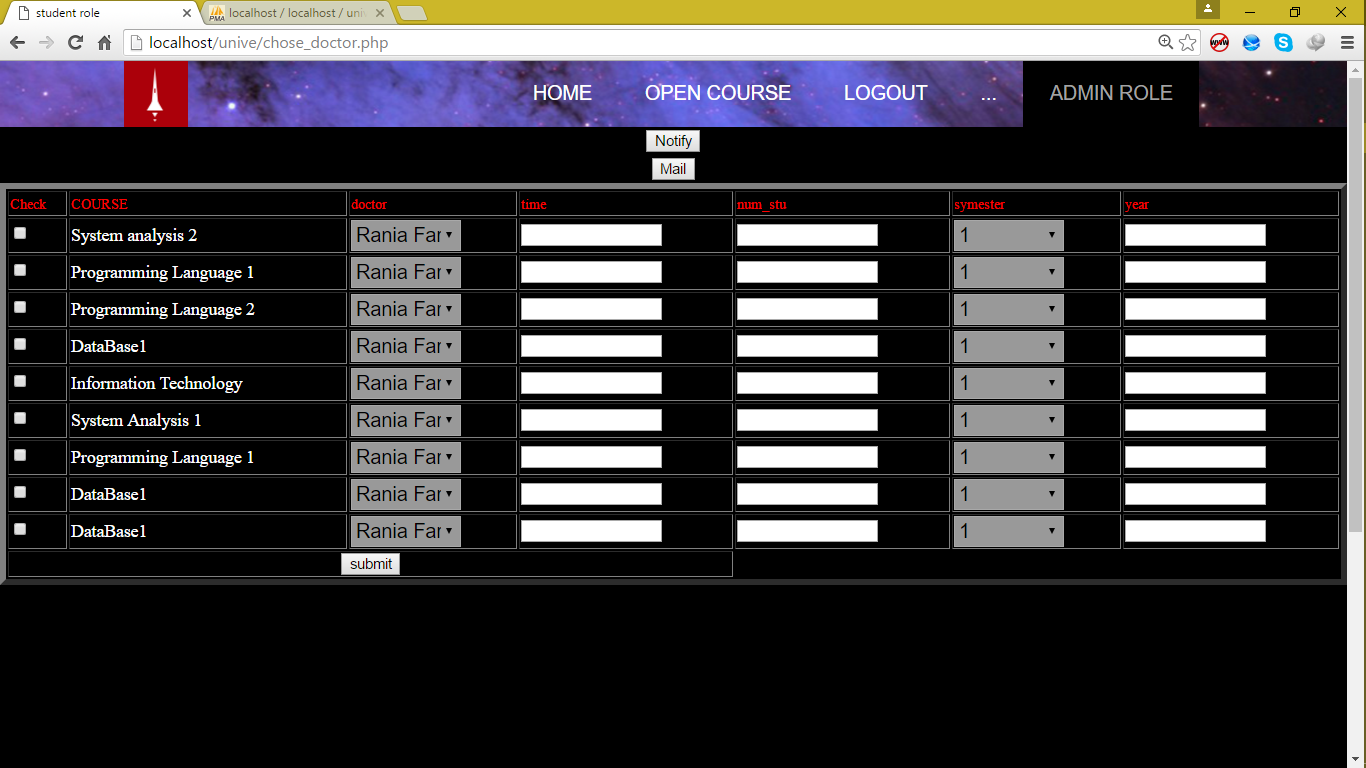 student role
localhost / localhost / univ
localhost/unive/chose_doctor.php
HOME OPEN COURSE LOGOUT ... ADMIN ROLE
Notify
Mail
Check COURSE doctor time num_stu symester year
System analysis 2 Rania Far 1
Programming Language 1 Rania Far 1
Programming Language 2 Rania Far 1
DataBase1 Rania Far 1
Information Technology Rania Far 1
System Analysis 1 Rania Far 1
Programming Language 1 Rania Far 1
DataBase1 Rania Far 1
DataBase1 Rania Far 1
submit